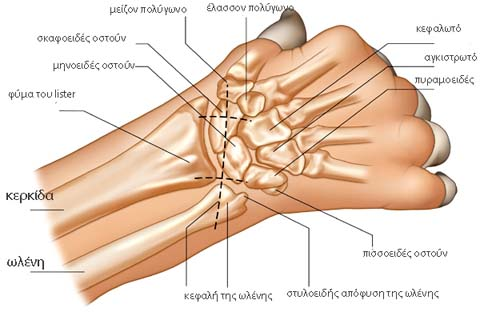 μείζον πολύγωνο
έλασσον πολύγωνο
σκαφοειδές οστούν
κεφαλωτό
μηνοειδές οστούν
αγκιστρωτό
πυραμοειδές
φύμα του lister
κερκίδα
ωλένη
πισσοειδές οστούν
κεφαλή της ωλένης
στυλοειδής απόφυση της ωλένης